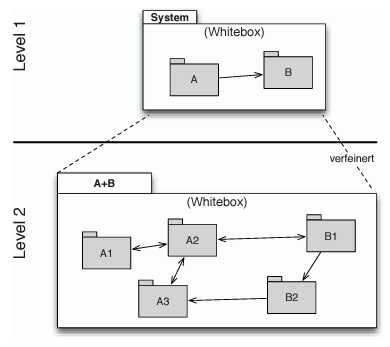 Level 1
System
(Whitebox)
A
B
verfeinert
Level 2
A+B
(Whitebox)
A1
A2
B1
A3
B2